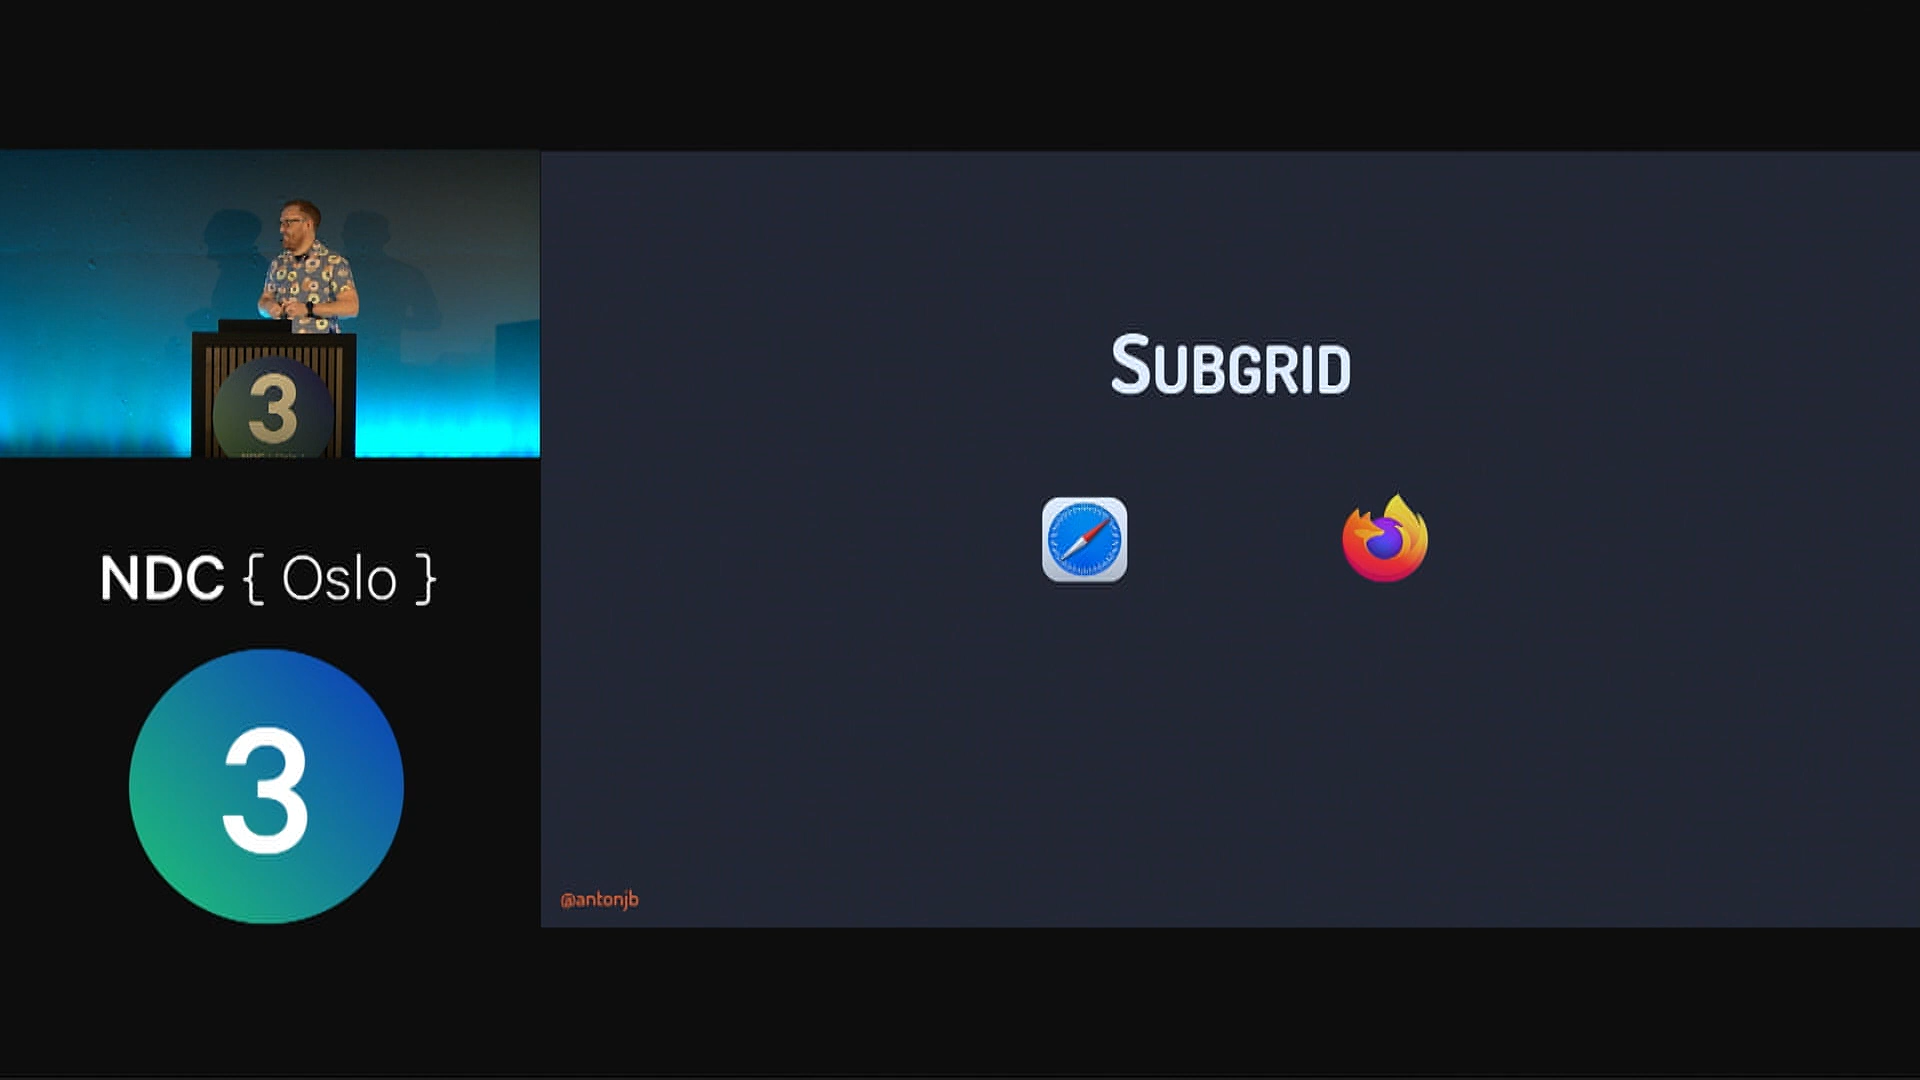 3
NDC { Oslo }
3
SUBGRID
@antonjb